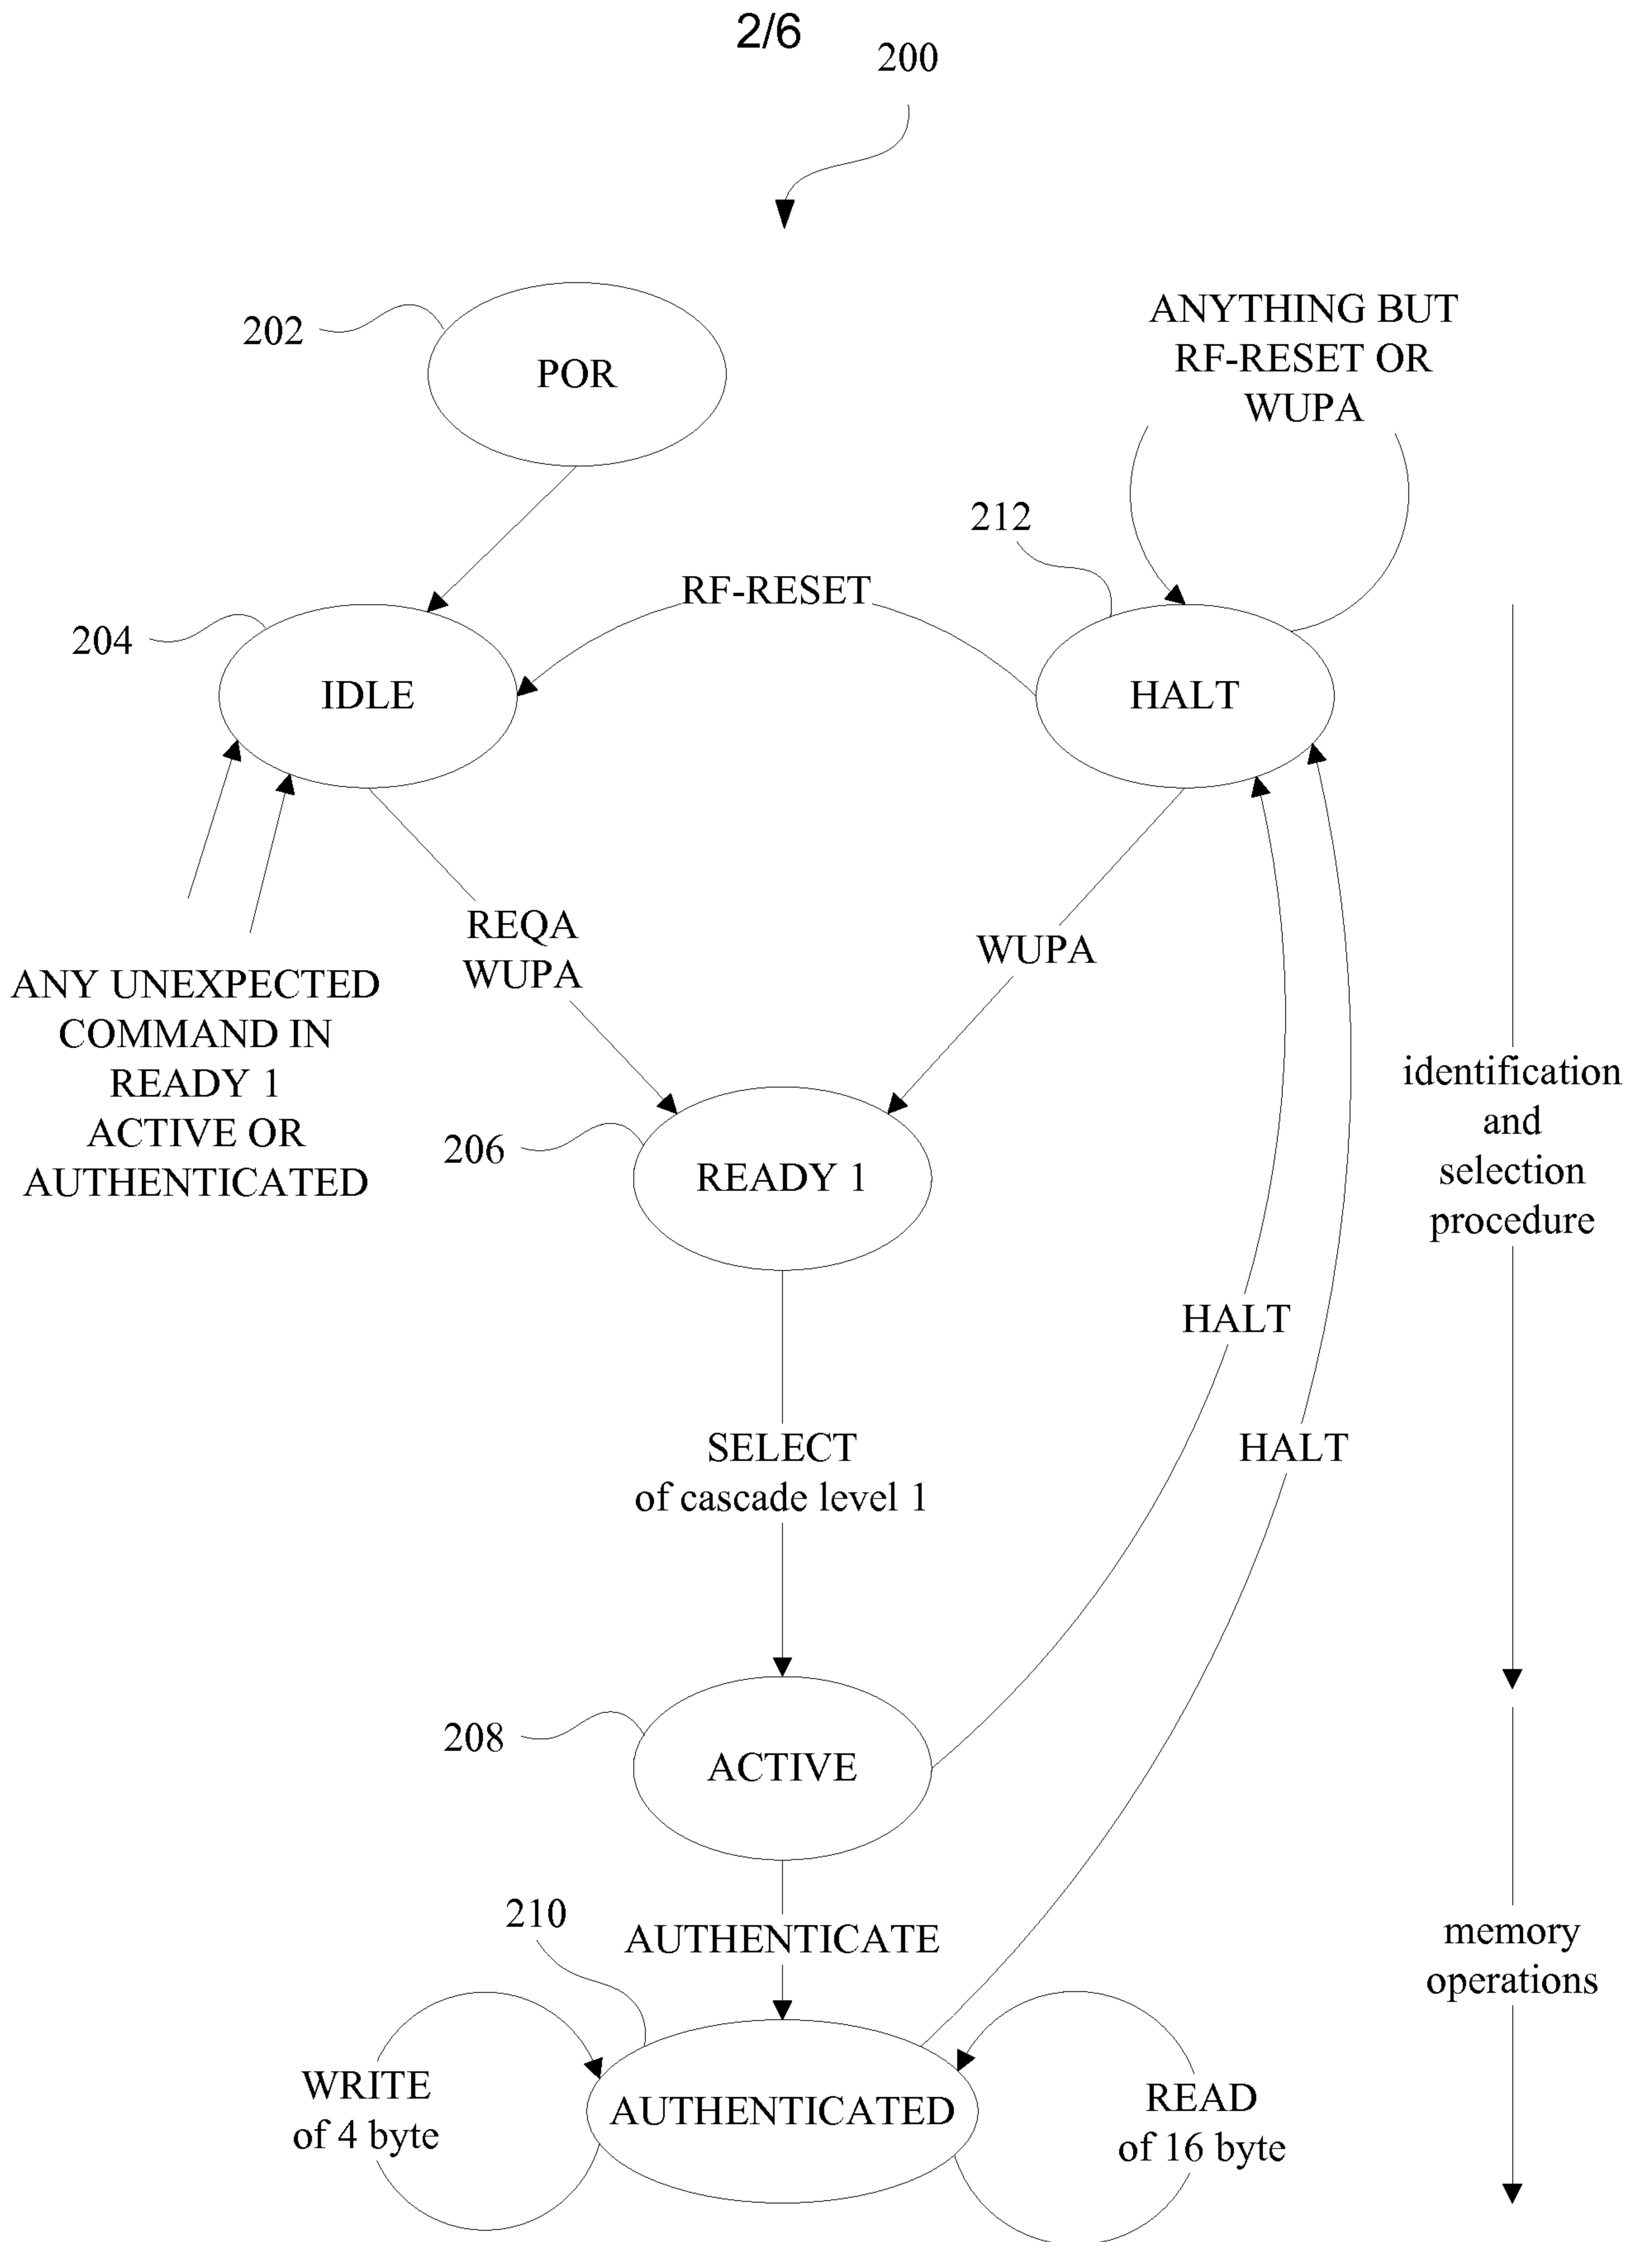 2/6
200
202
POR
ANYTHING BUT
RF-RESET OR
WUPA
212
RF-RESET
204
IDLE
HALT
REQA
WUPA
WUPA
ANY UNEXPECTED
COMMAND IN
READY 1
ACTIVE OR
AUTHENTICATED
206
READY 1
identification
and
selection
procedure
HALT
HALT
SELECT
of cascade level 1
208
ACTIVE
210
AUTHENTICATE
memory
operations
WRITE
of 4 byte
AUTHENTICATED
READ
of 16 byte